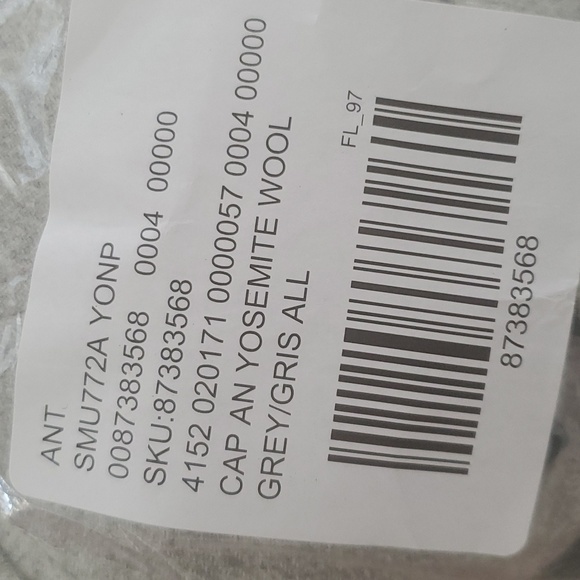 ANT.
SMU772A YONP
0087383568 0004 00000
SKU:87383568
4152 020171 0000057 0004 00000
CAP AN YOSEMITE WOOL
GREY/GRIS ALL
FL_97
87383568